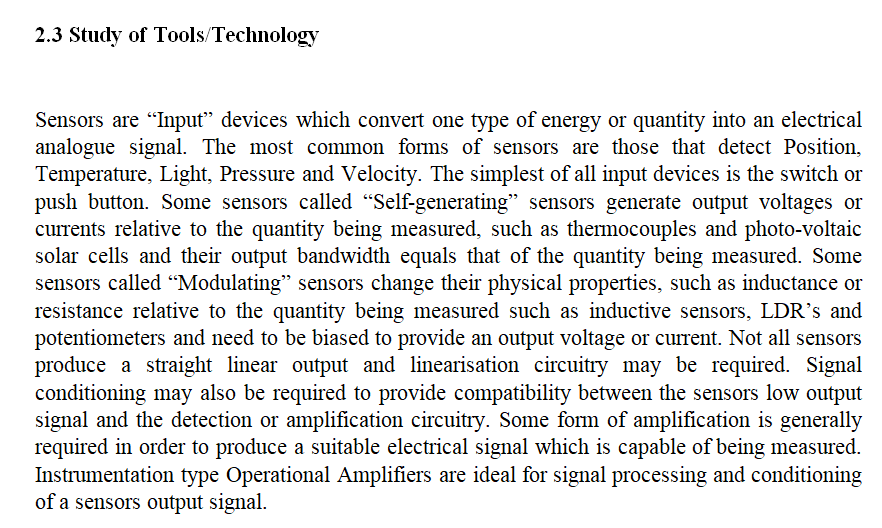 2.3 Study of Tools/Technology
Sensors are “Input” devices which convert one type of energy or quantity into an electrical
analogue signal. The most common forms of sensors are those that detect Position,
Temperature, Light, Pressure and Velocity. The simplest of all input devices is the switch or
push button. Some sensors called “Self-generating” sensors generate output voltages or
currents relative to the quantity being measured, such as thermocouples and photo-voltaic
solar cells and their output bandwidth equals that of the quantity being measured. Some
sensors called “Modulating” sensors change their physical properties, such as inductance or
resistance relative to the quantity being measured such as inductive sensors, LDR’s and
potentiometers and need to be biased to provide an output voltage or current. Not all sensors
produce a straight linear output and linearisation circuitry may be required. Signal
conditioning may also be required to provide compatibility between the sensors low output
signal and the detection or amplification circuitry. Some form of amplification is generally
required in order to produce a suitable electrical signal which is capable of being measured.
Instrumentation type Operational Amplifiers are ideal for signal processing and conditioning
of a sensors output signal.